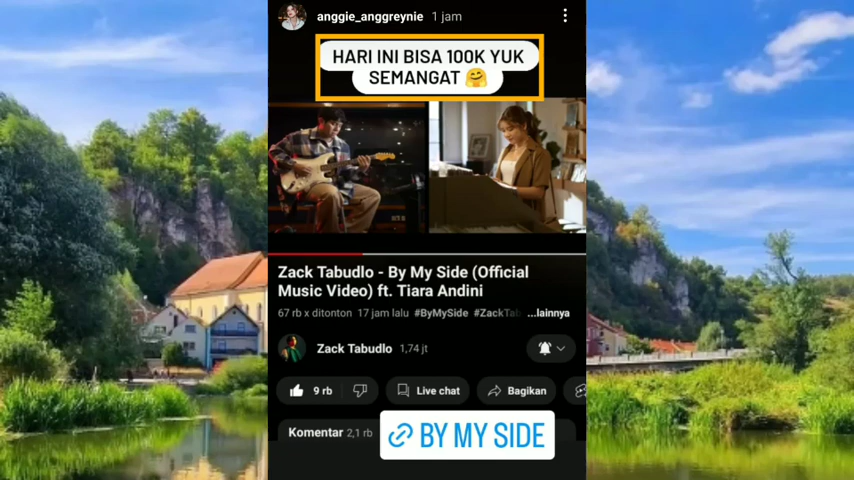 anggie_anggreynie 1 jam
HARI INI BISA 100K YUK
SEMANGAT 🤗
Zack Tabudlo - By My Side (Official
Music Video) ft. Tiara Andini
67 rb x ditonton 17 jam lalu #ByMySide #ZackTab ...lainnya
Zack Tabudlo 1,74 jt
9 rb Live chat Bagikan
Komentar 2,1 rb
BY MY SIDE